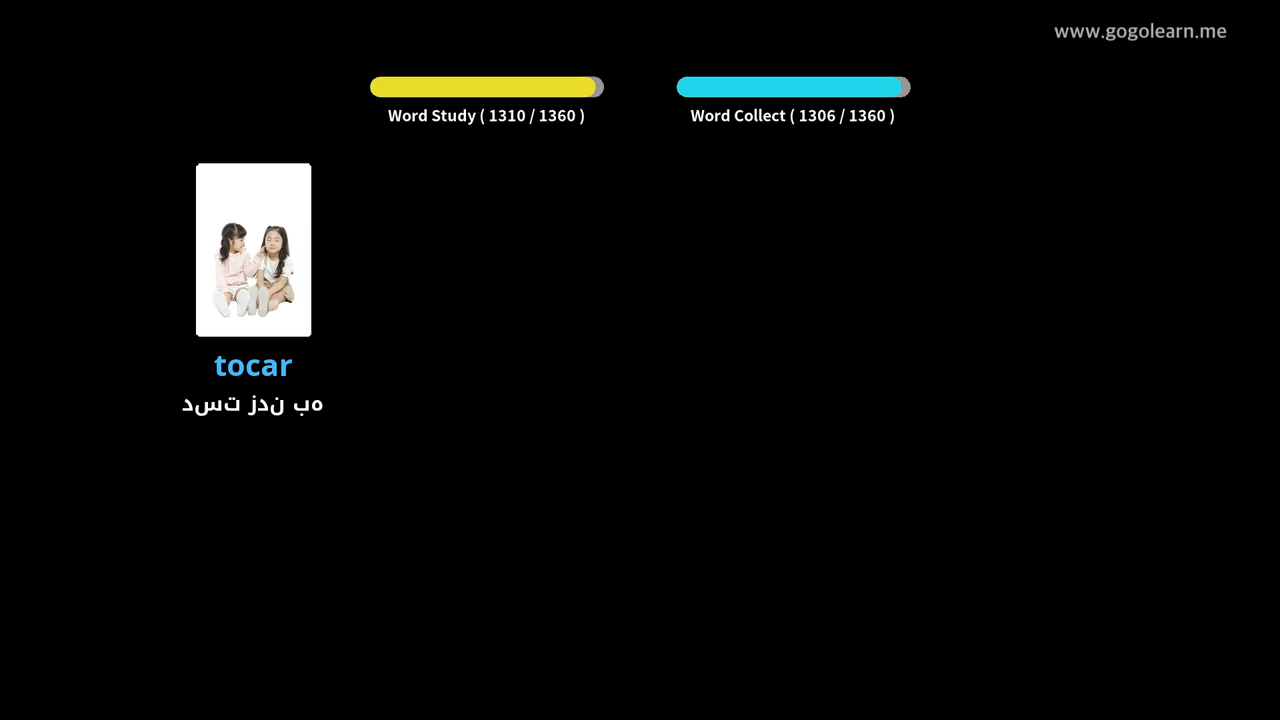 www.gogolearn.me
Word Study ( 1310 / 1360 )
Word Collect ( 1306 / 1360 )
tocar
دست زدن به